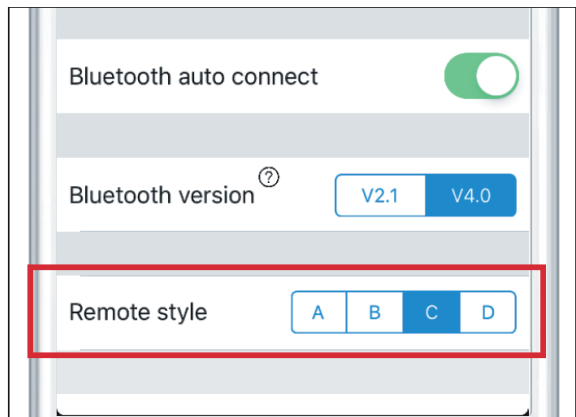 Bluetooth auto connect
Bluetooth version ? V2.1 V4.0
Remote style A B C D